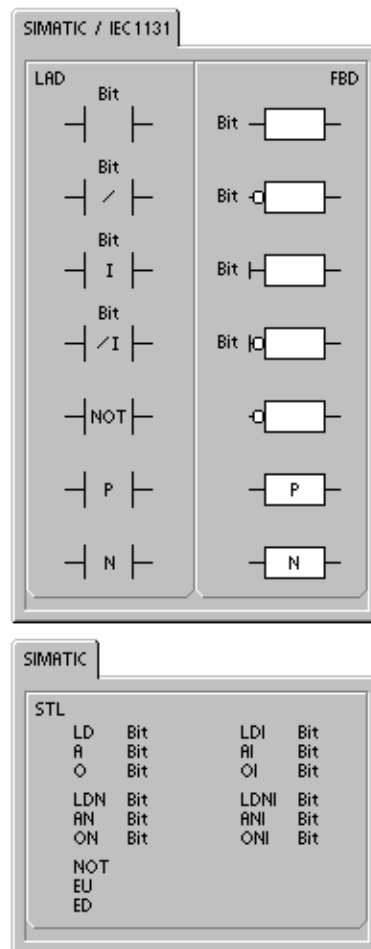 SIMATIC / IEC1131
LAD FBD
Bit
Bit
Bit
/
Bit
Bit
I
Bit
Bit
/I
Bit
NOT
P P
N N
SIMATIC
STL
LD Bit LDI Bit
A Bit AI Bit
O Bit OI Bit
LDN Bit LDNI Bit
AN Bit ANI Bit
ON Bit ONI Bit
NOT
EU
ED